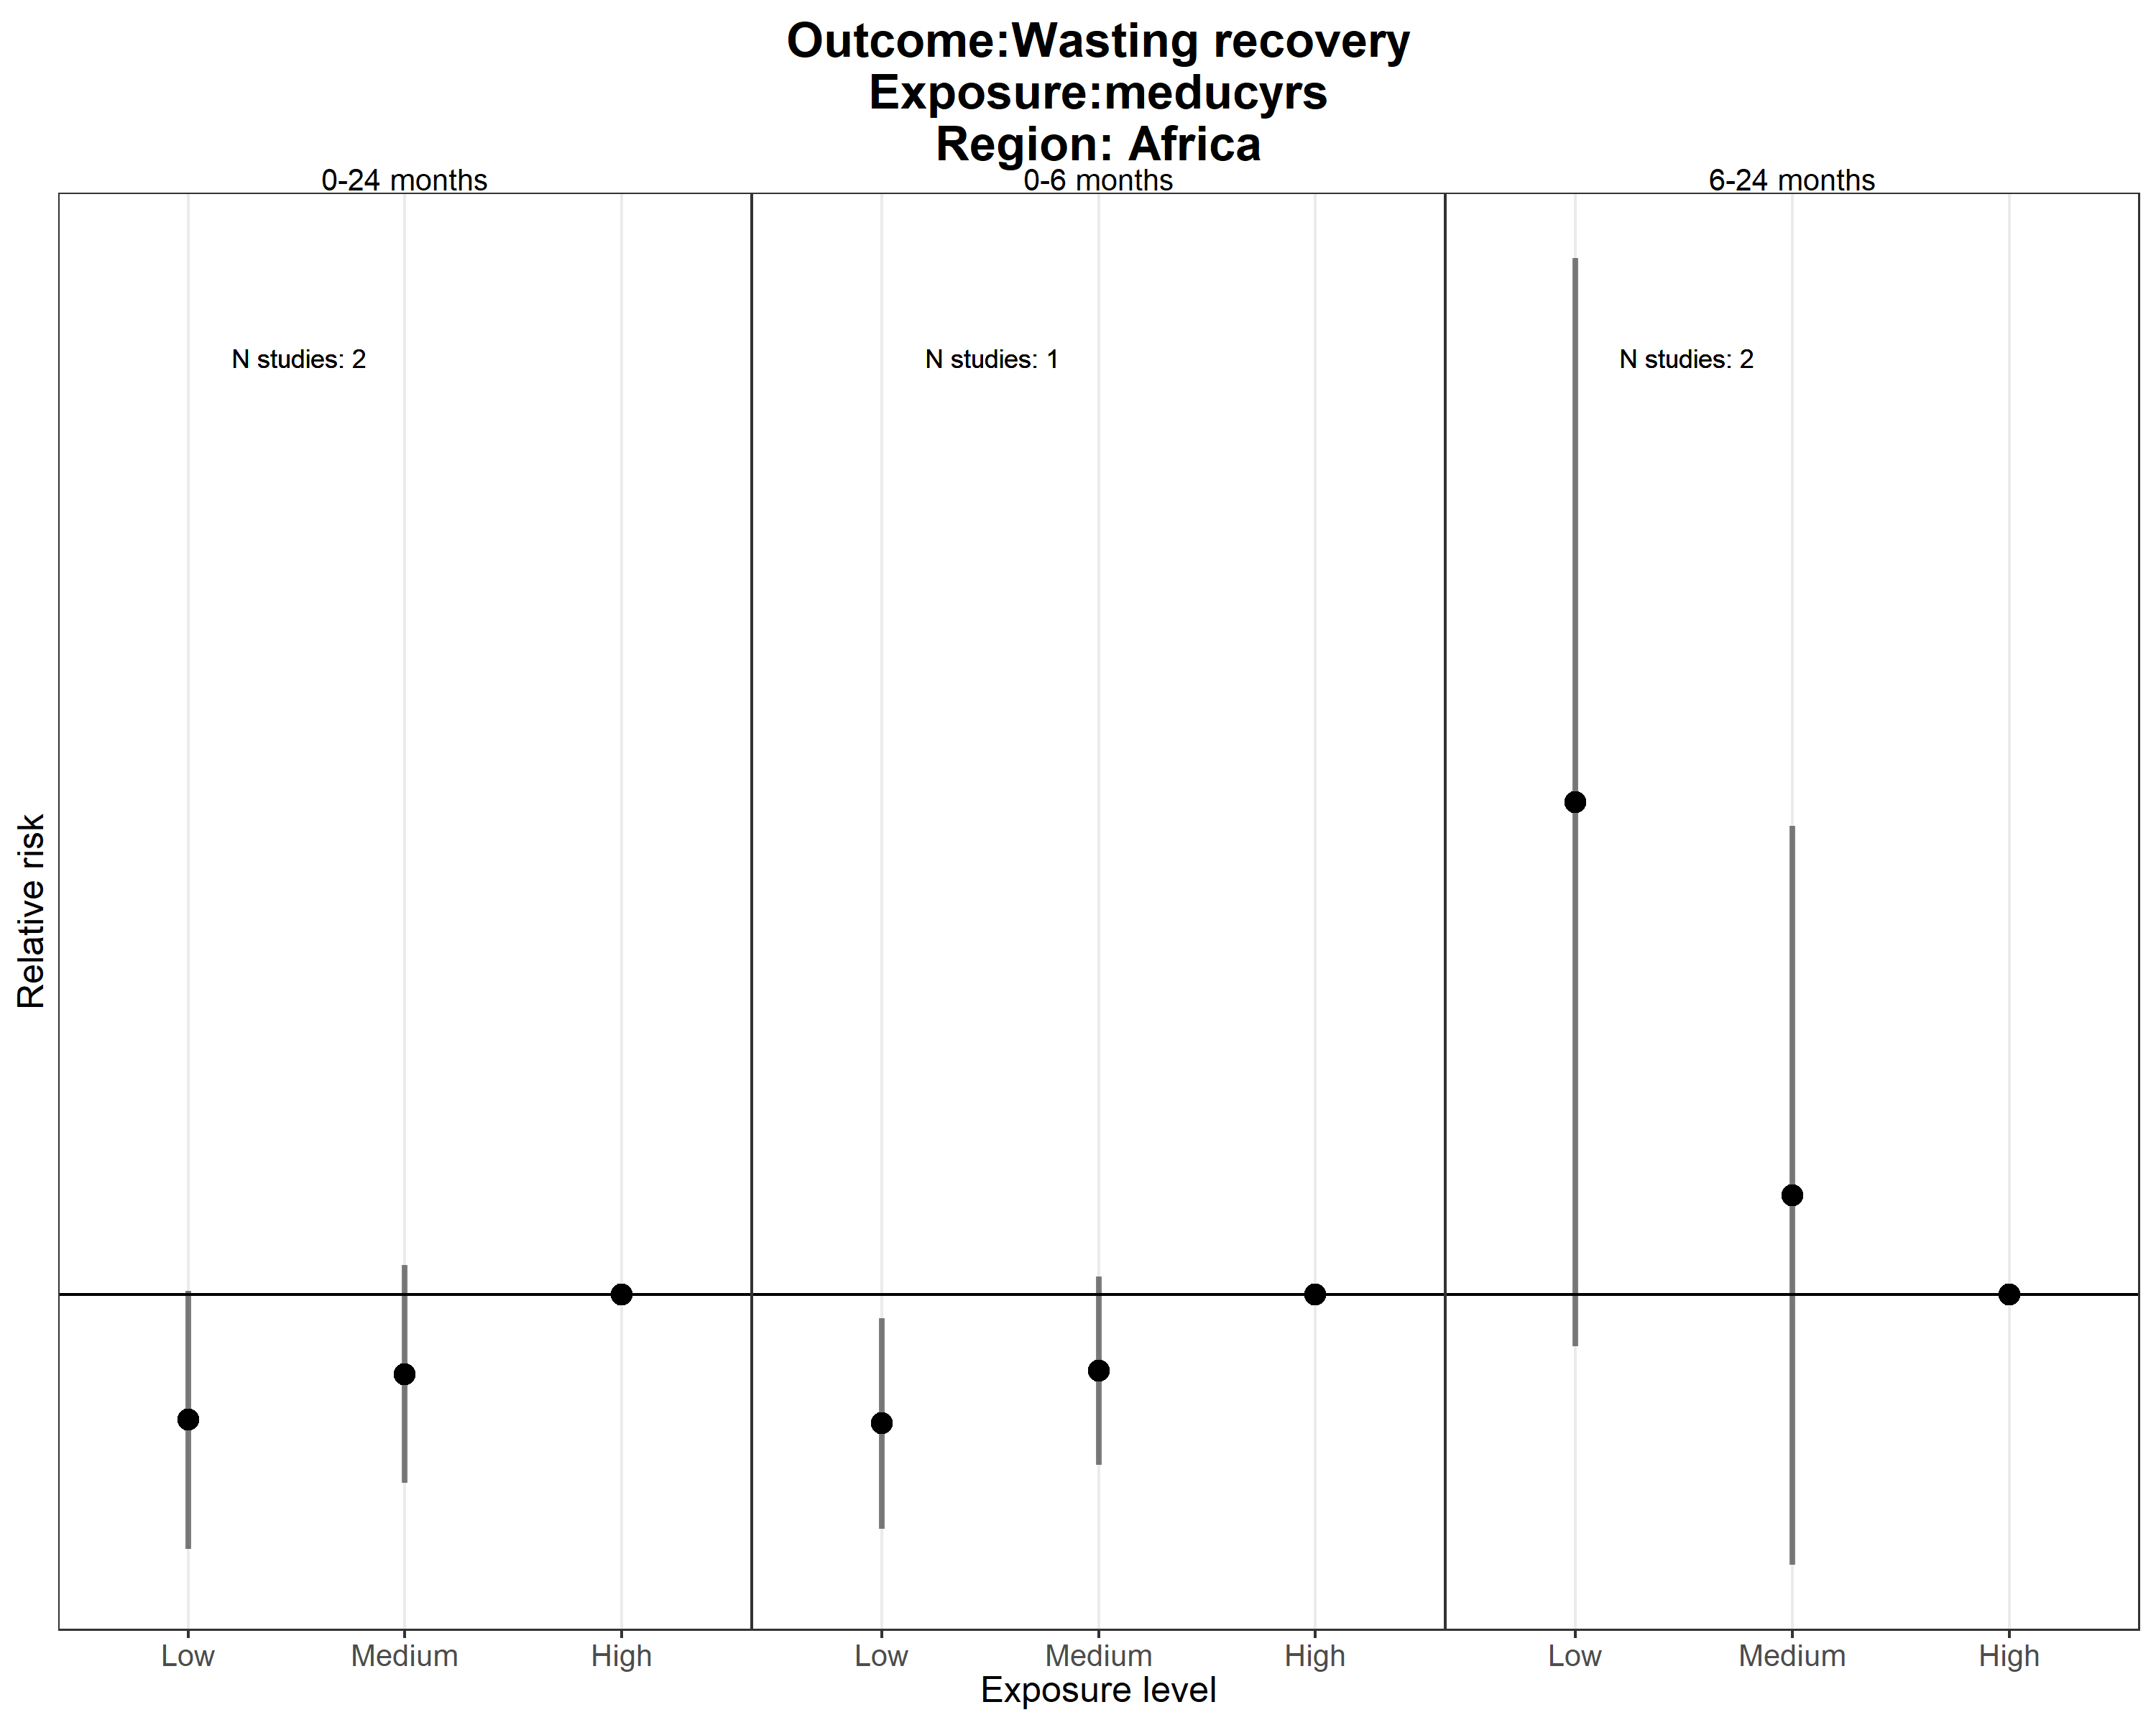 Outcome:Wasting recovery
Exposure:meducyrs
Region: Africa
0-24 months
0-6 months
6-24 months
N studies: 2
N studies: 1
N studies: 2
Relative risk
Low
Medium
High
Low
Medium
High
Low
Medium
High
Exposure level